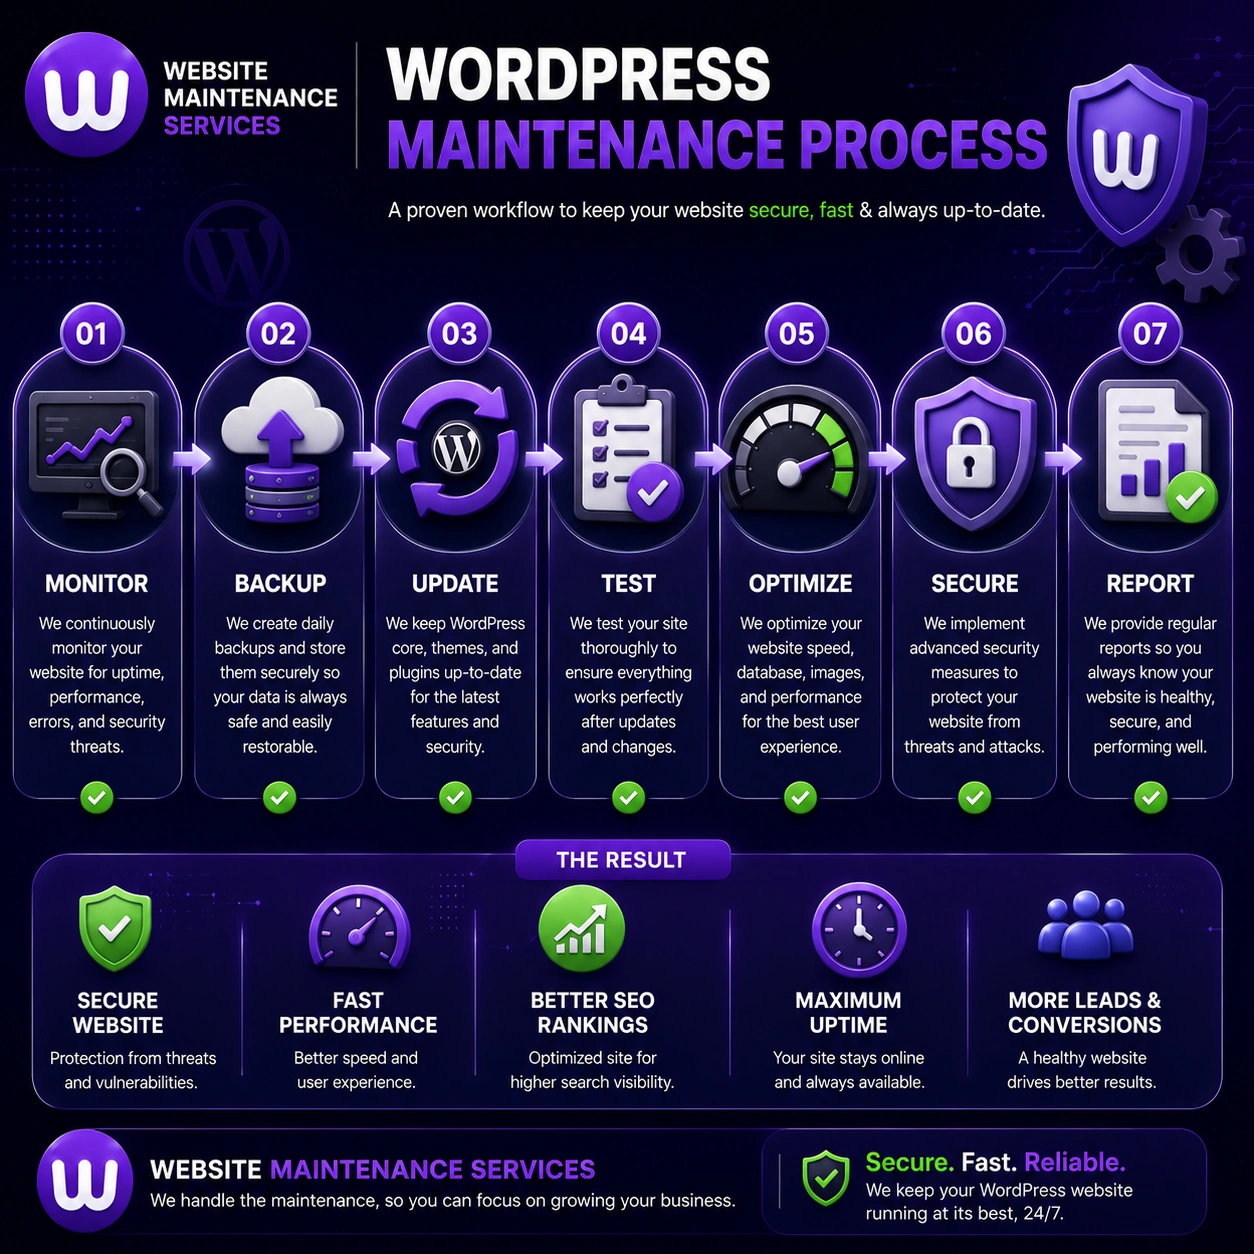 W
WEBSITE
MAINTENANCE
SERVICES
WORDPRESS
MAINTENANCE PROCESS
A proven workflow to keep your website secure, fast & always up-to-date.
W
W
01
MONITOR
We continuously
monitor your
website for uptime,
performance,
errors, and security
threats.
02
BACKUP
We create daily
backups and store
them securely so
your data is always
safe and easily
restorable.
03
W
UPDATE
We keep WordPress
core, themes, and
plugins up-to-date
for the latest
features and
security.
04
TEST
We test your site
thoroughly to
ensure everything
works perfectly
after updates
and changes.
05
OPTIMIZE
We optimize your
website speed,
database, images,
and performance
for the best user
experience.
06
SECURE
We implement
advanced security
measures to
protect your
website from
threats and attacks.
07
REPORT
We provide regular
reports so you
always know your
website is healthy,
secure, and
performing well.
THE RESULT
SECURE
WEBSITE
Protection from threats
and vulnerabilities.
FAST
PERFORMANCE
Better speed and
user experience.
BETTER SEO
RANKINGS
Optimized site for
higher search visibility.
MAXIMUM
UPTIME
Your site stays online
and always available.
MORE LEADS &
CONVERSIONS
A healthy website
drives better results.
W
WEBSITE MAINTENANCE SERVICES
We handle the maintenance, so you can focus on growing your business.
Secure. Fast. Reliable.
We keep your WordPress website
running at its best, 24/7.